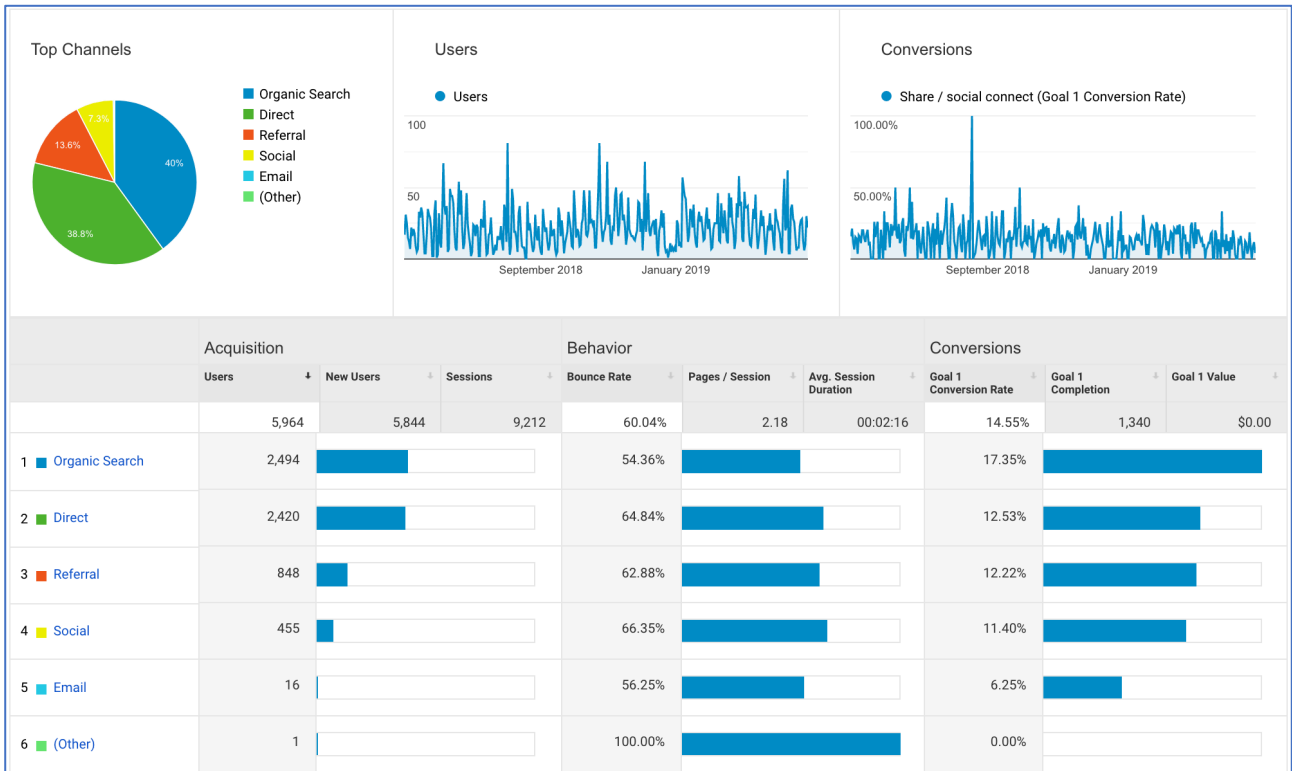 Top Channels
Organic Search
Direct
Referral
Social
Email
(Other)
40%
38.8%
13.6%
7.3%
Users
Users
100
50
September 2018 January 2019
Conversions
Share / social connect (Goal 1 Conversion Rate)
100.00%
50.00%
September 2018 January 2019
Acquisition Behavior Conversions
Users New Users Sessions Bounce Rate Pages / Session Avg. Session Duration Goal 1 Conversion Rate Goal 1 Completion Goal 1 Value
5,964 5,844 9,212 60.04% 2.18 00:02:16 14.55% 1,340 $0.00
1 Organic Search 2,494 54.36% 17.35%
2 Direct 2,420 64.84% 12.53%
3 Referral 848 62.88% 12.22%
4 Social 455 66.35% 11.40%
5 Email 16 56.25% 6.25%
6 (Other) 1 100.00% 0.00%